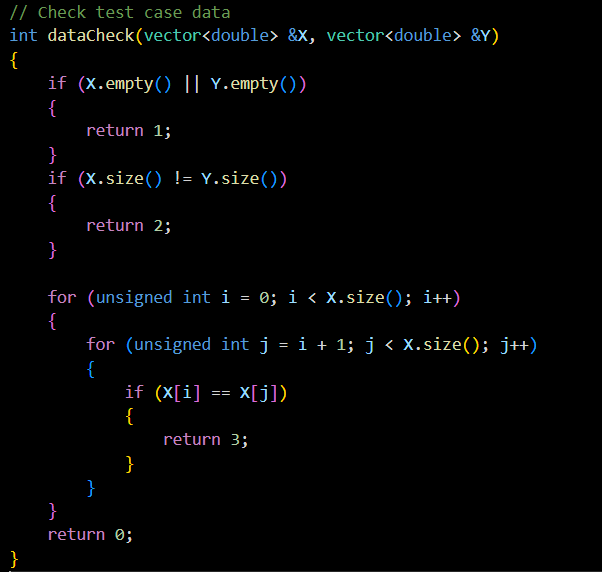 // Check test case data
int dataCheck(vector<double> &X, vector<double> &Y)
{
    if (X.empty() || Y.empty())
    {
        return 1;
    }
    if (X.size() != Y.size())
    {
        return 2;
    }

    for (unsigned int i = 0; i < X.size(); i++)
    {
        for (unsigned int j = i + 1; j < X.size(); j++)
        {
            if (X[i] == X[j])
            {
                return 3;
            }
        }
    }
    return 0;
}